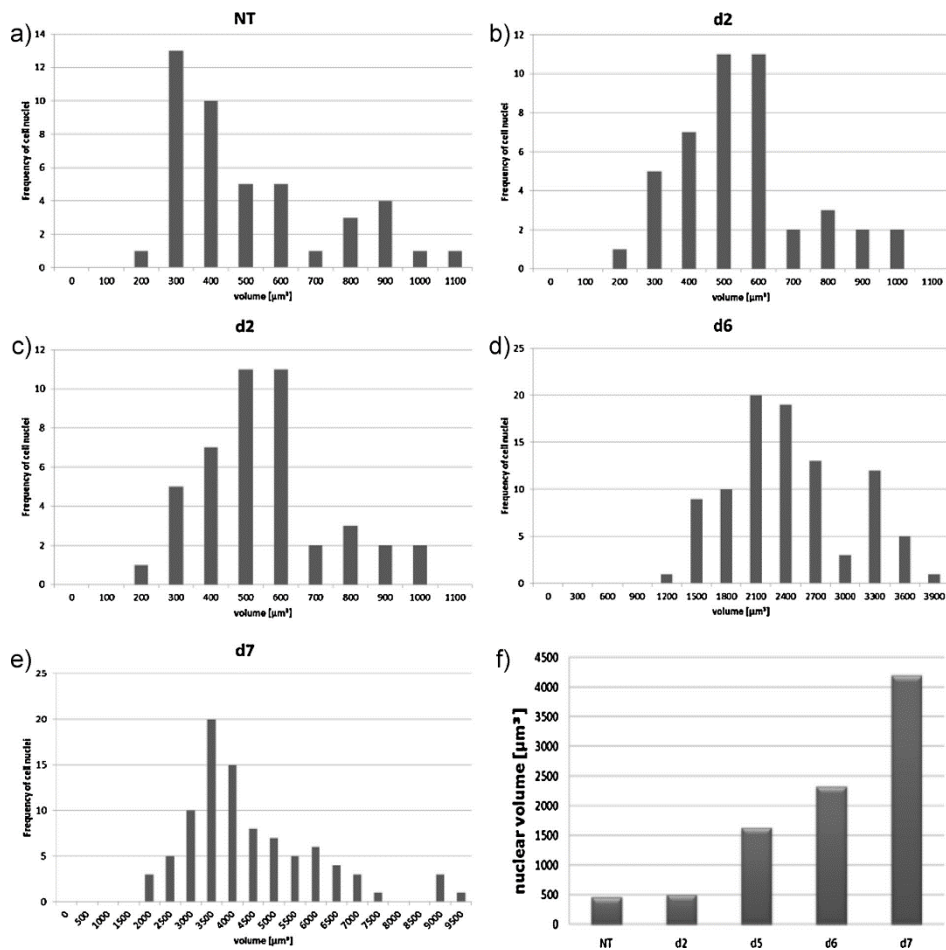 a)
NT
14
12
10
8
6
4
2
0
Frequency of cell nuclei
0 100 200 300 400 500 600 700 800 900 1000 1100
volume [µm³]
b)
d2
12
10
8
6
4
2
0
Frequency of cell nuclei
0 100 200 300 400 500 600 700 800 900 1000 1100
volume [µm³]
c)
d2
12
10
8
6
4
2
0
Frequency of cell nuclei
0 100 200 300 400 500 600 700 800 900 1000 1100
volume [µm³]
d)
d6
25
20
15
10
5
0
Frequency of cell nuclei
0 300 600 900 1200 1500 1800 2100 2400 2700 3000 3300 3600 3900
volume [µm³]
e)
d7
25
20
15
10
5
0
Frequency of cell nuclei
0 500 1000 2000 2500 3000 3500 4000 4500 5000 5500 6000 6500 7000 7500 8000 9000 9500
volume [µm³]
f)
4500
4000
3500
3000
2500
2000
1500
1000
500
0
nuclear volume [µm³]
NT d2 d5 d6 d7